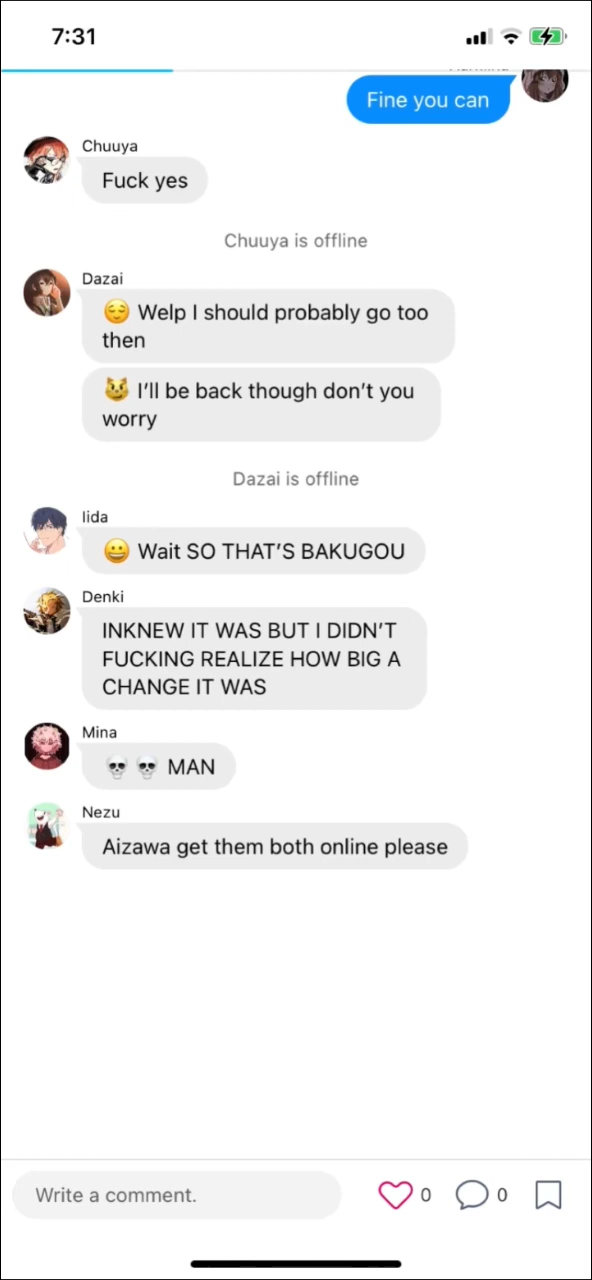 7:31
Fine you can
Chuuya
Fuck yes
Chuuya is offline
Dazai
😌 Welp I should probably go too
then
😼 I'll be back though don't you
worry
Dazai is offline
Iida
😀 Wait SO THAT'S BAKUGOU
Denki
INKNEW IT WAS BUT I DIDN'T
FUCKING REALIZE HOW BIG A
CHANGE IT WAS
Mina
💀 💀 MAN
Nezu
Aizawa get them both online please
Write a comment.
0
0